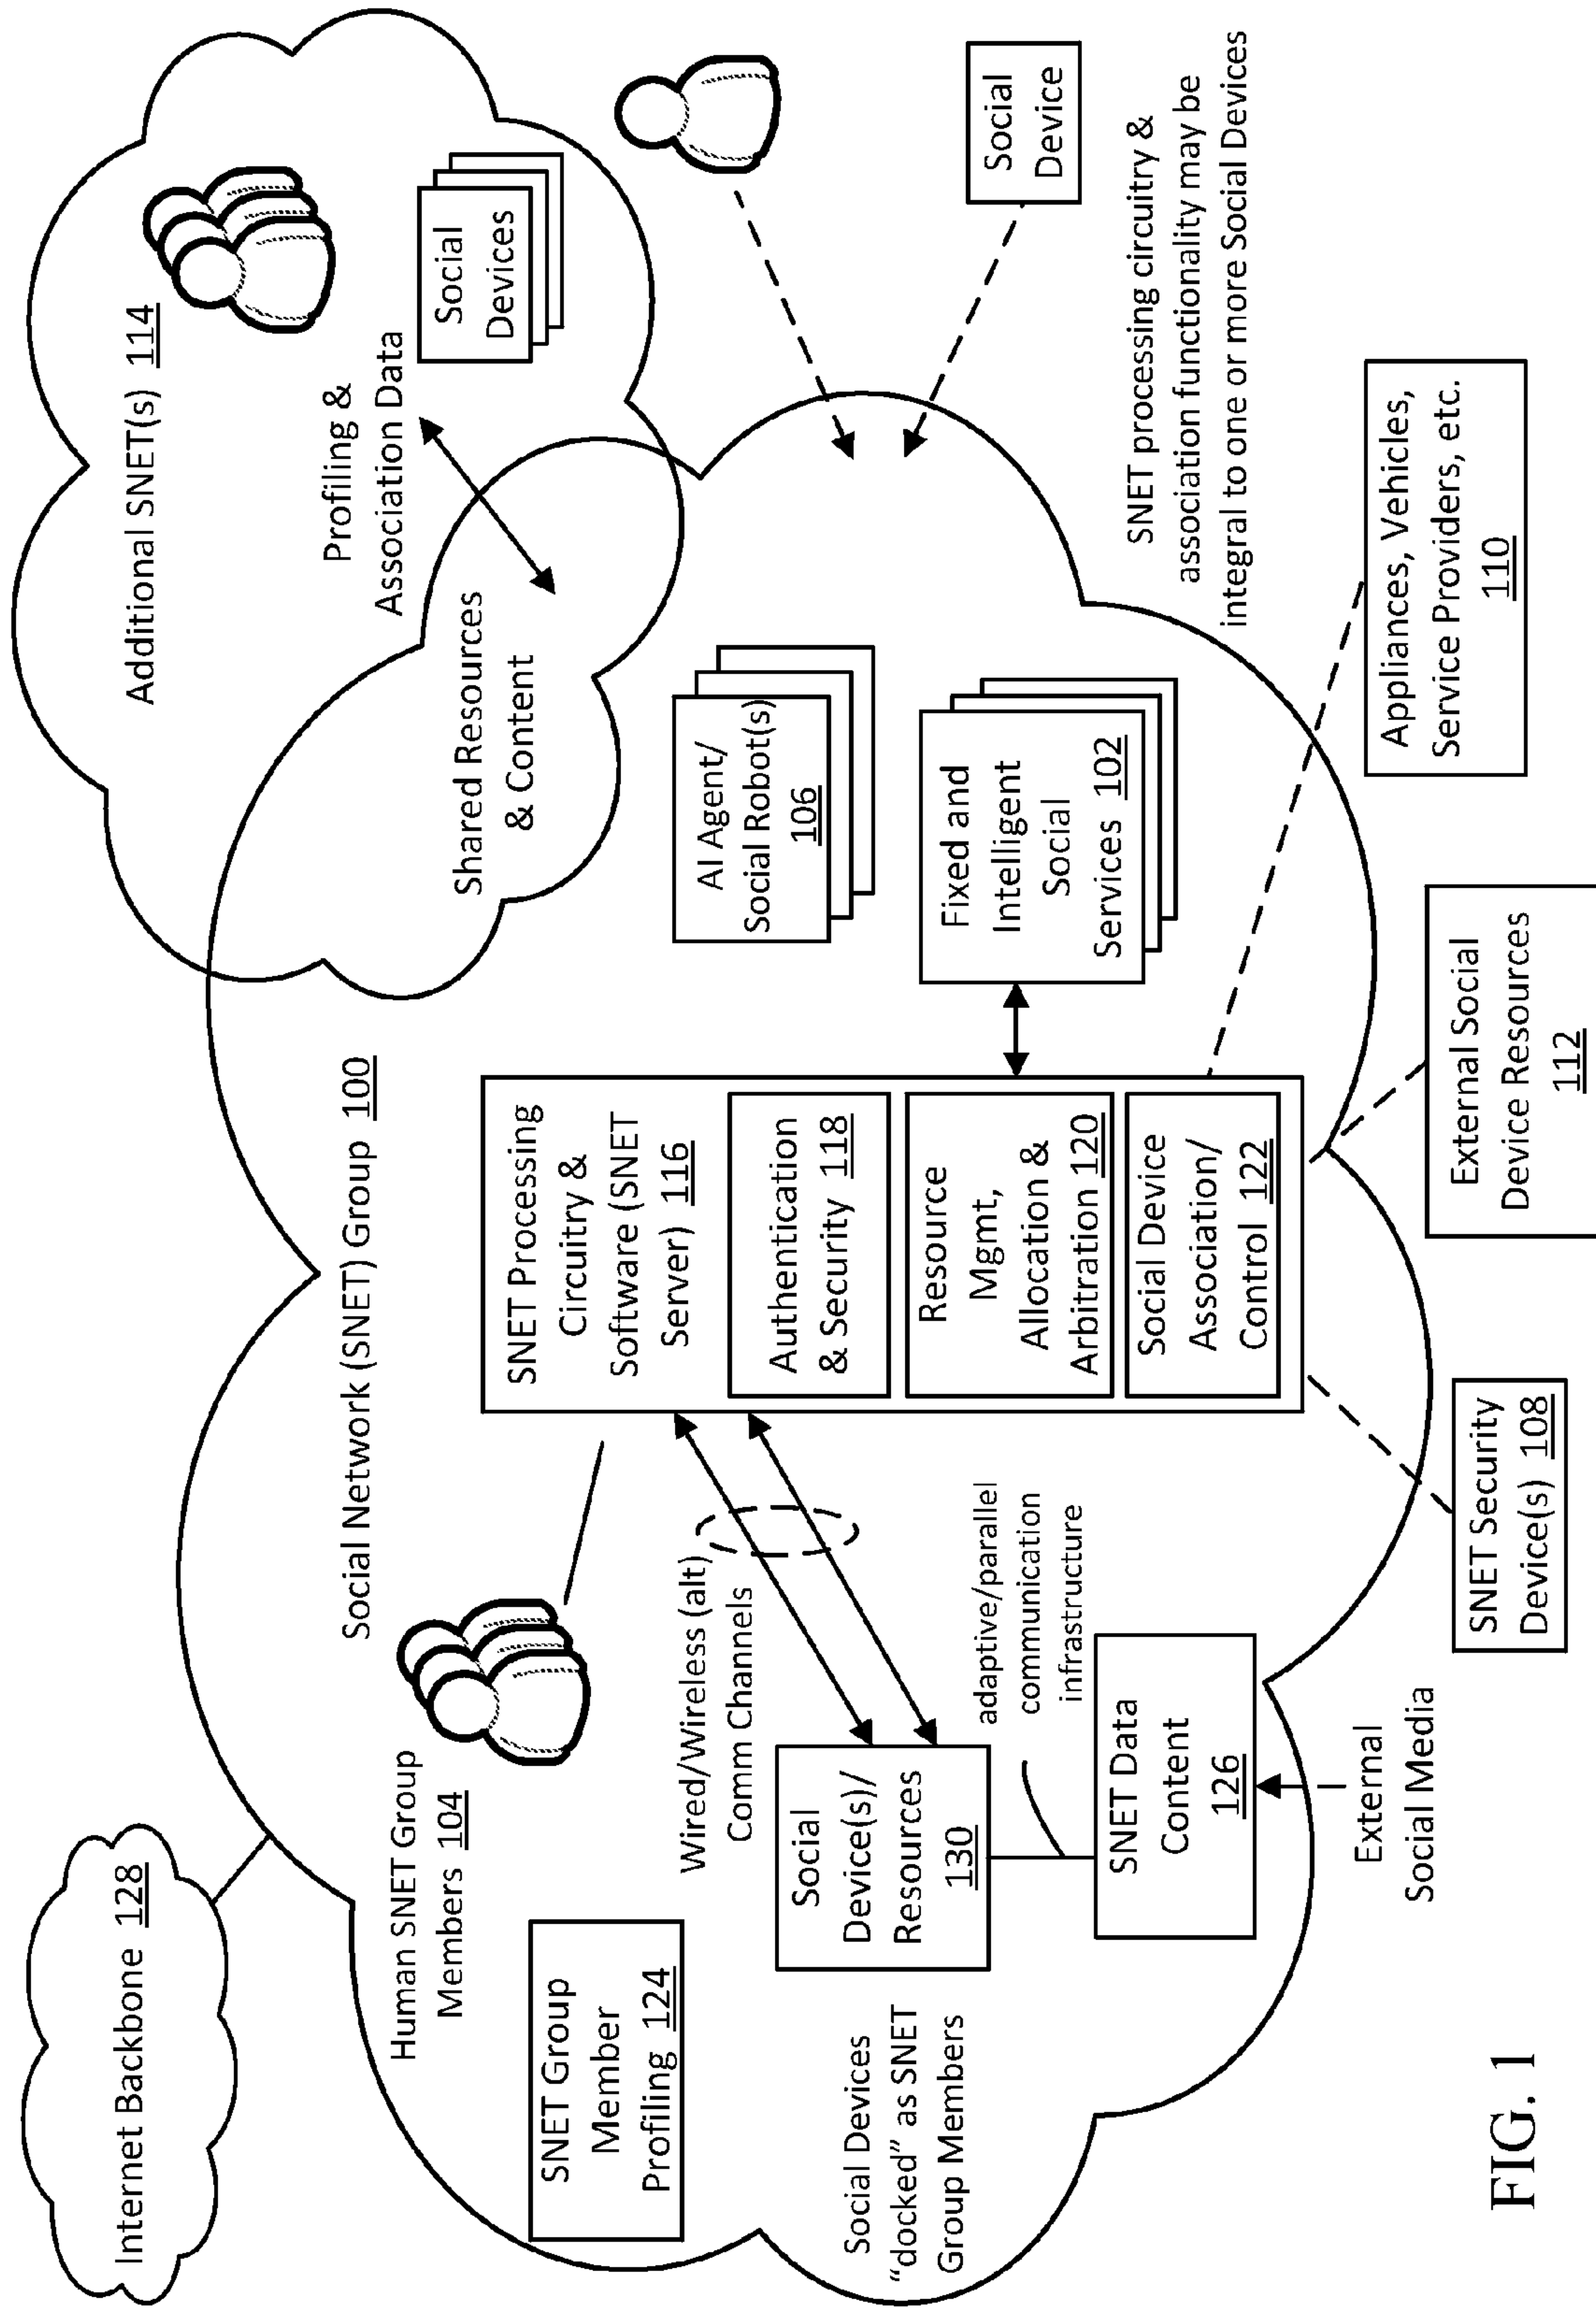 Internet Backbone 128
Additional SNET(s) 114
Social Network (SNET) Group 100
Profiling &
Association Data
Social
Devices
Human SNET Group
Members 104
Shared Resources
& Content
SNET Group
Member
Profiling 124
SNET Processing
Circuitry &
Software (SNET
Server) 116
Authentication
& Security 118
Resource
Mgmt,
Allocation &
Arbitration 120
Social Device
Association/
Control 122
AI Agent/
Social Robot(s)
106
Fixed and
Intelligent
Social
Services 102
Wired/Wireless (alt)
Comm Channels
Social
Device(s)/
Resources
130
Social Devices
“docked” as SNET
Group Members
adaptive/parallel
communication
infrastructure
SNET Data
Content
126
External
Social Media
Social
Device
SNET processing circuitry &
association functionality may be
integral to one or more Social Devices
Appliances, Vehicles,
Service Providers, etc.
110
External Social
Device Resources
112
SNET Security
Device(s) 108
FIG. 1